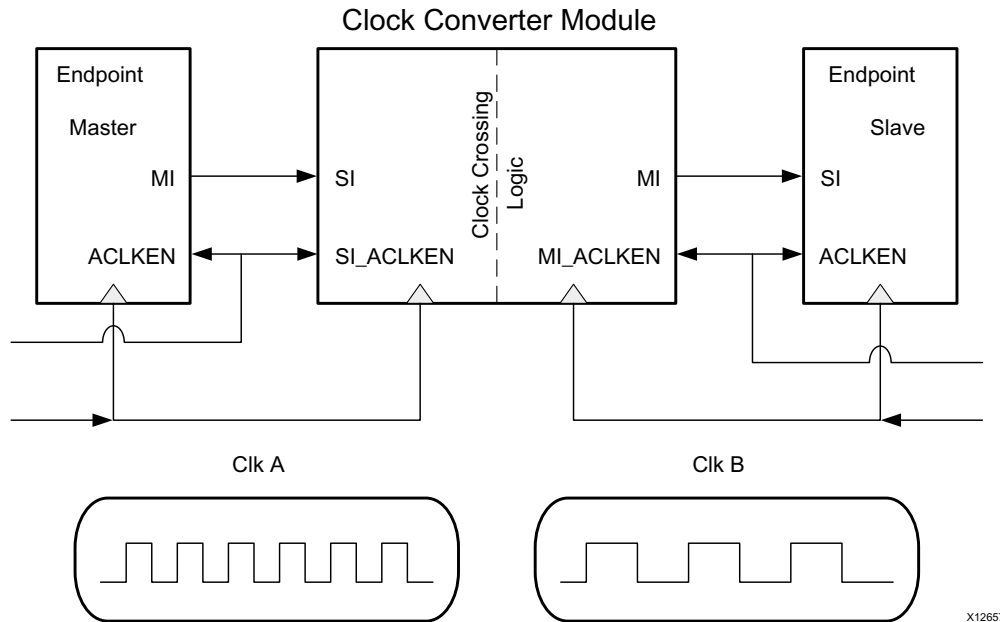 Clock Converter Module
Endpoint
Master
MI
ACLKEN
SI
SI_ACLKEN
Clock Crossing
Logic
MI
MI_ACLKEN
Endpoint
Slave
SI
ACLKEN
Clk A
Clk B
X12657